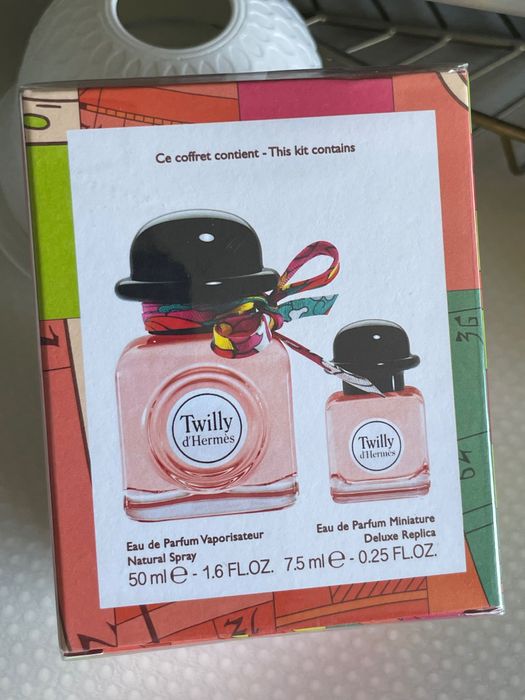 Ce coffret contient - This kit contains
Twilly
d'Hermès
Twilly
d'Hermès
Eau de Parfum Vaporisateur
Natural Spray
50 ml e - 1.6 FL.OZ.
Eau de Parfum Miniature
Deluxe Replica
7.5 ml e - 0.25 FL.OZ.